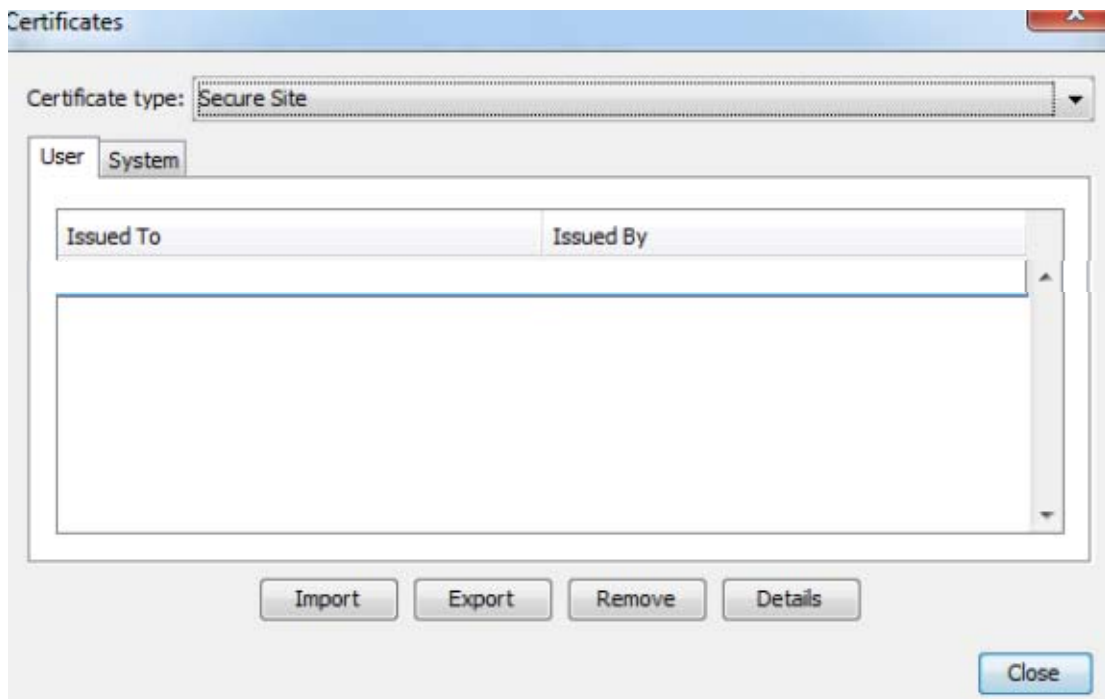 Certificates
Certificate type: Secure Site
User System
Issued To Issued By
Import Export Remove Details
Close